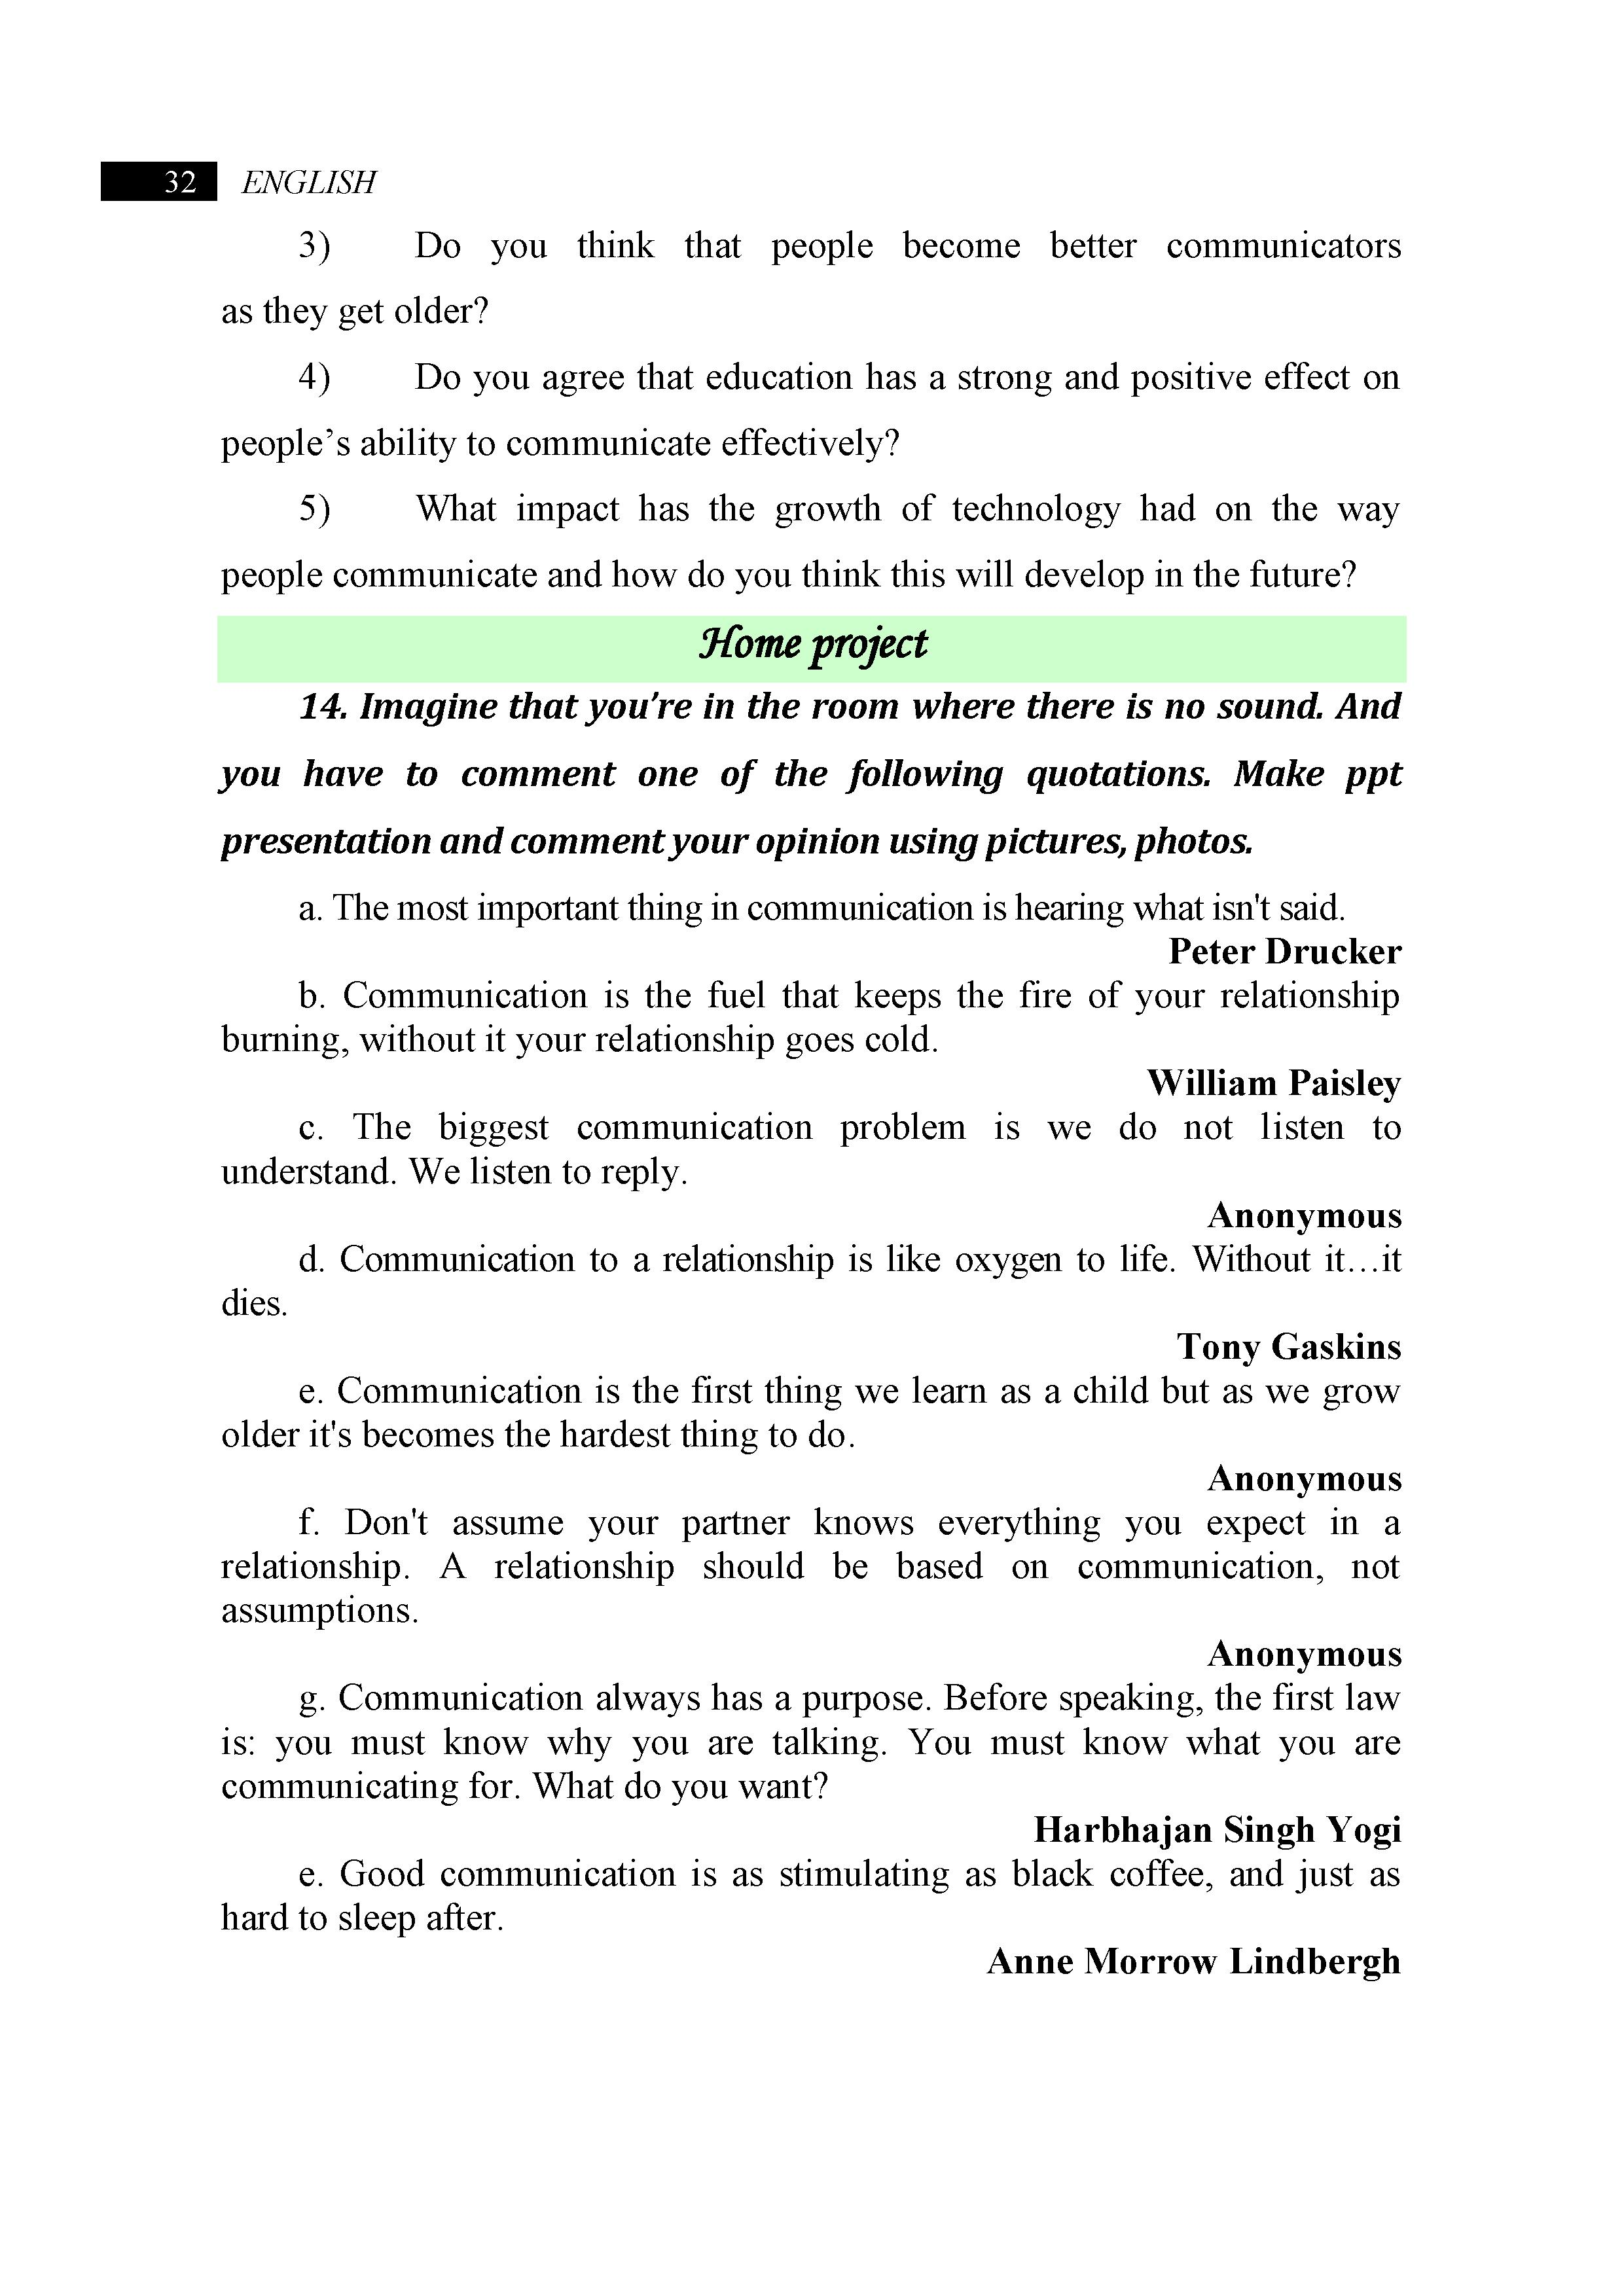 32 ENGLISH
3) Do you think that people become better communicators
as they get older?
4) Do you agree that education has a strong and positive effect on
people’s ability to communicate effectively?
5) What impact has the growth of technology had on the way
people communicate and how do you think this will develop in the future?
Home project
14. Imagine that you’re in the room where there is no sound. And
you have to comment one of the following quotations. Make ppt
presentation and comment your opinion using pictures, photos.
a. The most important thing in communication is hearing what isn't said.
Peter Drucker
b. Communication is the fuel that keeps the fire of your relationship
burning, without it your relationship goes cold.
William Paisley
c. The biggest communication problem is we do not listen to
understand. We listen to reply.
Anonymous
d. Communication to a relationship is like oxygen to life. Without it…it
dies.
Tony Gaskins
e. Communication is the first thing we learn as a child but as we grow
older it's becomes the hardest thing to do.
Anonymous
f. Don't assume your partner knows everything you expect in a
relationship. A relationship should be based on communication, not
assumptions.
Anonymous
g. Communication always has a purpose. Before speaking, the first law
is: you must know why you are talking. You must know what you are
communicating for. What do you want?
Harbhajan Singh Yogi
e. Good communication is as stimulating as black coffee, and just as
hard to sleep after.
Anne Morrow Lindbergh